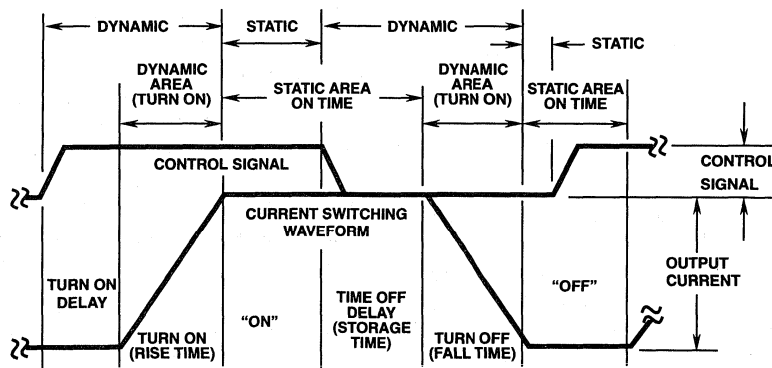 DYNAMIC
STATIC
DYNAMIC
STATIC
DYNAMIC
AREA
(TURN ON)
STATIC AREA
ON TIME
DYNAMIC
AREA
(TURN ON)
STATIC AREA
ON TIME
CONTROL SIGNAL
CONTROL
SIGNAL
CURRENT SWITCHING
WAVEFORM
TURN ON
DELAY
TURN ON
(RISE TIME)
“ON”
TIME OFF
DELAY
(STORAGE
TIME)
TURN OFF
(FALL TIME)
“OFF”
OUTPUT
CURRENT